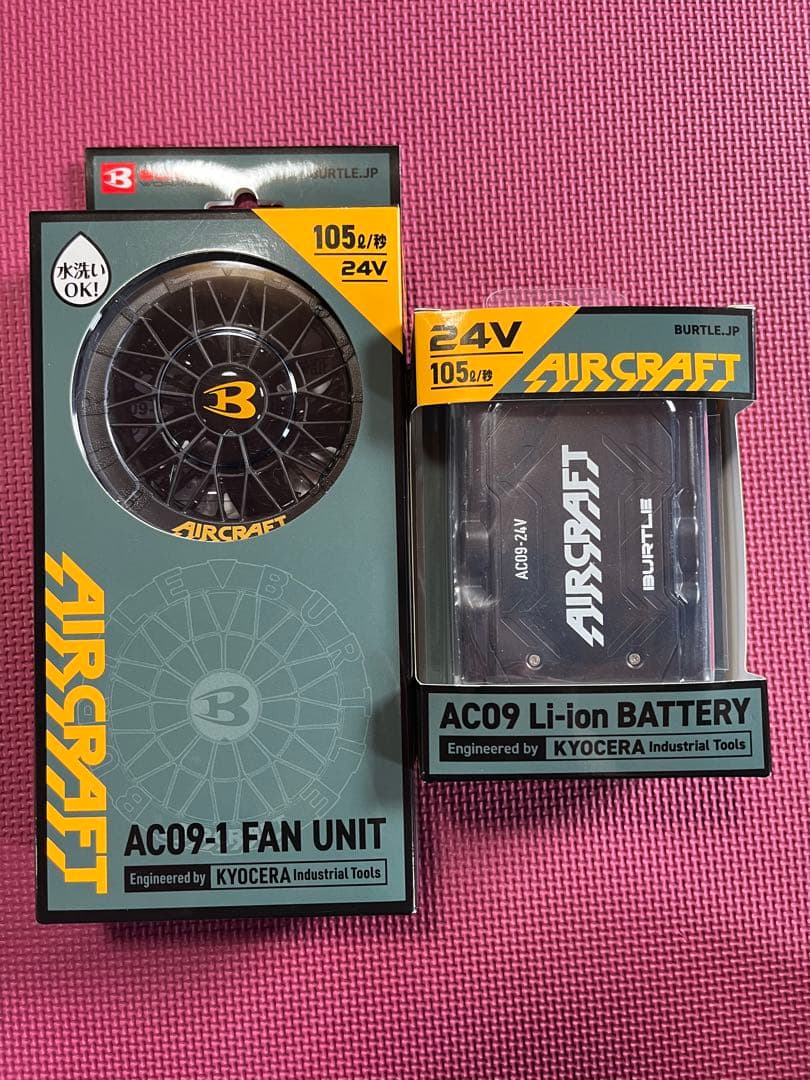 BURTLE.JP
水洗い
OK!
105ℓ/秒
24V
B
AIRCRAFT
AIRCRAFT
BURTLE
B
AC09-1 FAN UNIT
Engineered by KYOCERA Industrial Tools
24V
105ℓ/秒
BURTLE.JP
AIRCRAFT
AC09-24V
AIRCRAFT
BURTLE
AC09 Li-ion BATTERY
Engineered by KYOCERA Industrial Tools